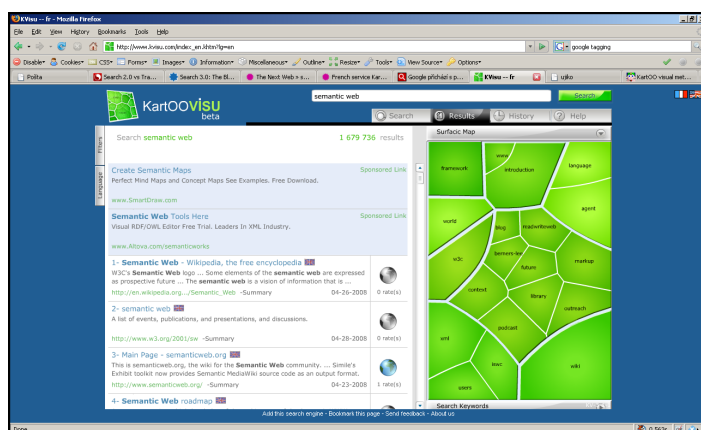 KVisu -- fr - Mozilla Firefox
File Edit View History Bookmarks Tools Help
http://www.kvisu.com/index_en.khtm?lg=en
google tagging
Disable Cookies CSS Forms Images Information Miscellaneous Outline Resize Tools View Source Options
Pošta
Search 2.0 vs Tra...
Search 3.0: The Bl...
The Next Web » s...
French service Kar...
Google přichází s p...
KVisu -- fr
ujiko
KartOO visual met...
KartOOVISU
beta
semantic web
Search
Search
Results
History
Help
Filters
Language
Search semantic web
1 679 736 results
Create Semantic Maps
Sponsored Link
Perfect Mind Maps and Concept Maps See Examples. Free Download.
www.SmartDraw.com
Semantic Web Tools Here
Sponsored Link
Visual RDF/OWL Editor Free Trial. Leaders In XML Industry.
www.Altova.com/semanticworks
1- Semantic Web - Wikipedia, the free encyclopedia
W3C's Semantic Web logo ... Some elements of the semantic web are expressed
as prospective future ... The semantic web is a vision of information that is ...
http://en.wikipedia.org.../Semantic_Web -Summary 04-26-2008
0 rate(s)
2- semantic web
A list of events, publications, and presentations, and discussions.
http://www.w3.org/2001/sw -Summary 04-28-2008
0 rate(s)
3- Main Page - semanticweb.org
This is semanticweb.org, the wiki for the Semantic Web community. ... Simile's
Exhibit toolkit now provides Semantic MediaWiki source code as an output format.
http://www.semanticweb.org/ -Summary 04-23-2008
1 rate(s)
4- Semantic Web roadmap
Surfacic Map
www
framework
introduction
language
agent
world
blog
readwriteweb
w3c
berners-lee
future
markup
context
library
outreach
podcast
xml
iswc
wiki
users
Search Keywords
Add this search engine - Bookmark this page - Send feedback - About us
Done
0.563s